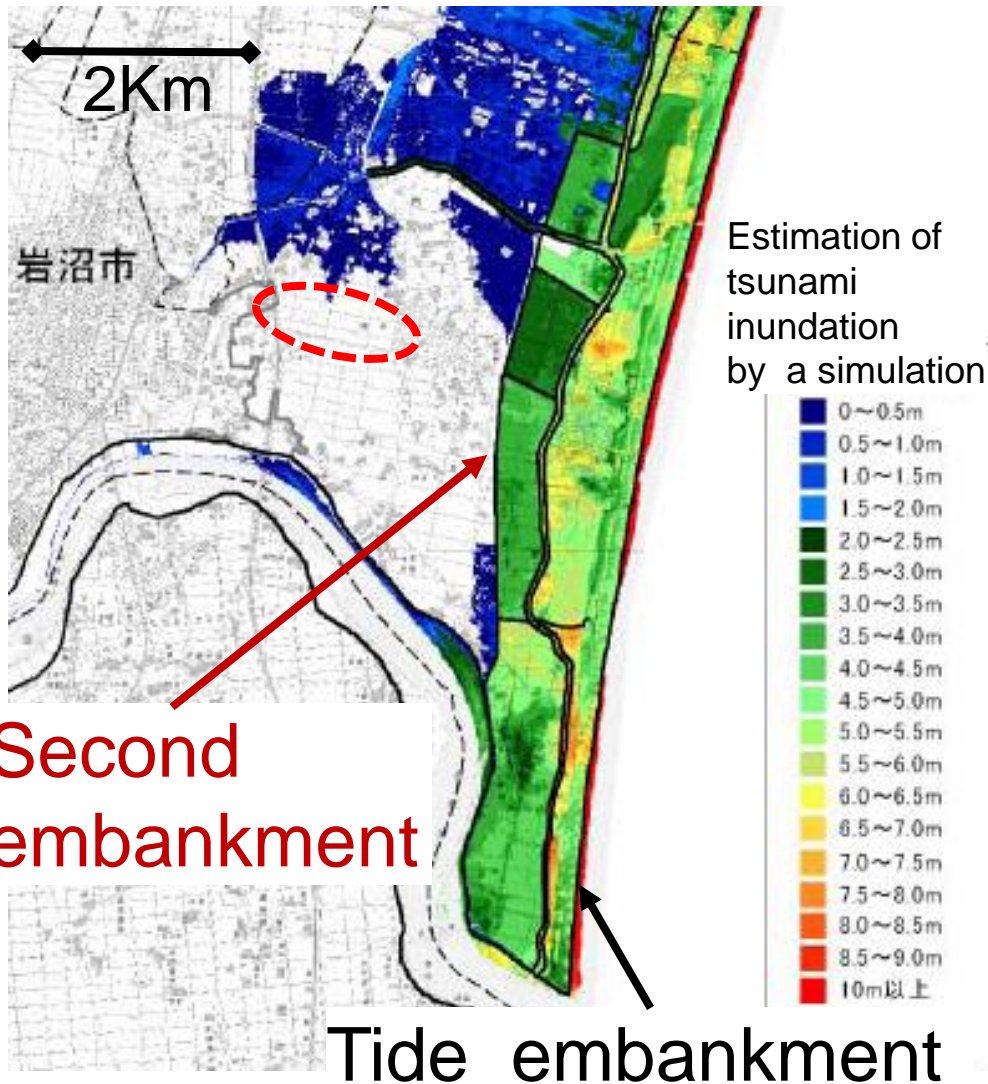 2Km
岩沼市
Estimation of
tsunami
inundation
by a simulation
0～0.5m
0.5～1.0m
1.0～1.5m
1.5～2.0m
2.0～2.5m
2.5～3.0m
3.0～3.5m
3.5～4.0m
4.0～4.5m
4.5～5.0m
5.0～5.5m
5.5～6.0m
6.0～6.5m
6.5～7.0m
7.0～7.5m
7.5～8.0m
8.0～8.5m
8.5～9.0m
10m以上
Second
embankment
Tide embankment